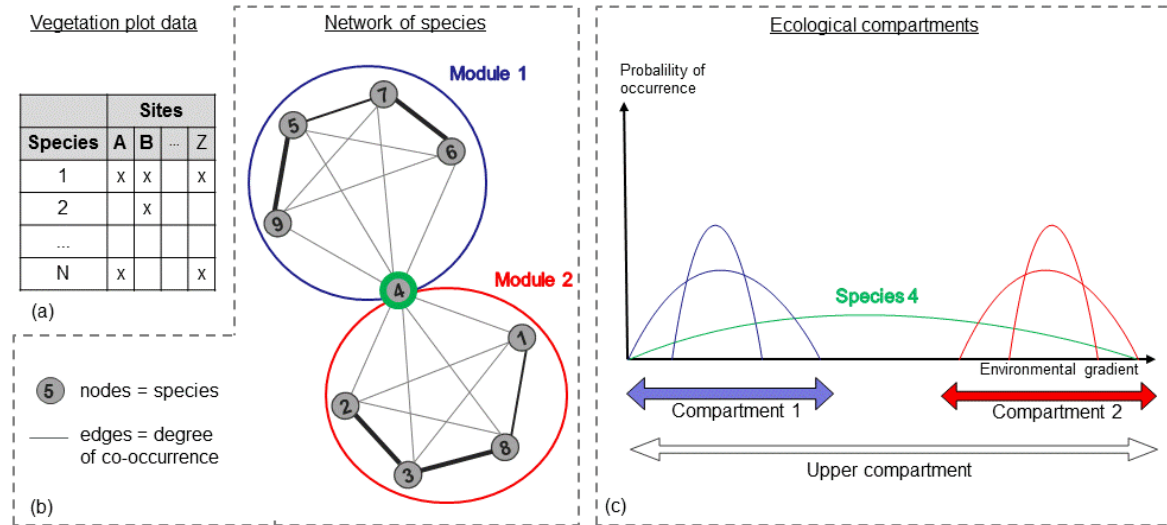 Vegetation plot data
Sites
Species A B ... Z
1 x x x
2 x
...
N x x
(a)
5 nodes = species
edges = degree
of co-occurrence
(b)
Network of species
Module 1
7
5
6
9
4
Module 2
1
2
8
3
Ecological compartments
Probalility of
occurrence
Species 4
Environmental gradient
Compartment 1
Compartment 2
Upper compartment
(c)